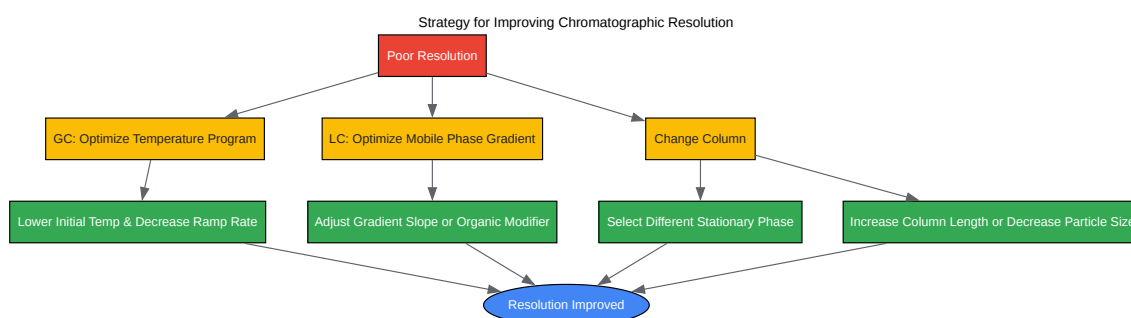 Strategy for Improving Chromatographic Resolution
Poor Resolution
GC: Optimize Temperature Program
LC: Optimize Mobile Phase Gradient
Change Column
Lower Initial Temp & Decrease Ramp Rate
Adjust Gradient Slope or Organic Modifier
Select Different Stationary Phase
Increase Column Length or Decrease Particle Size
Resolution Improved